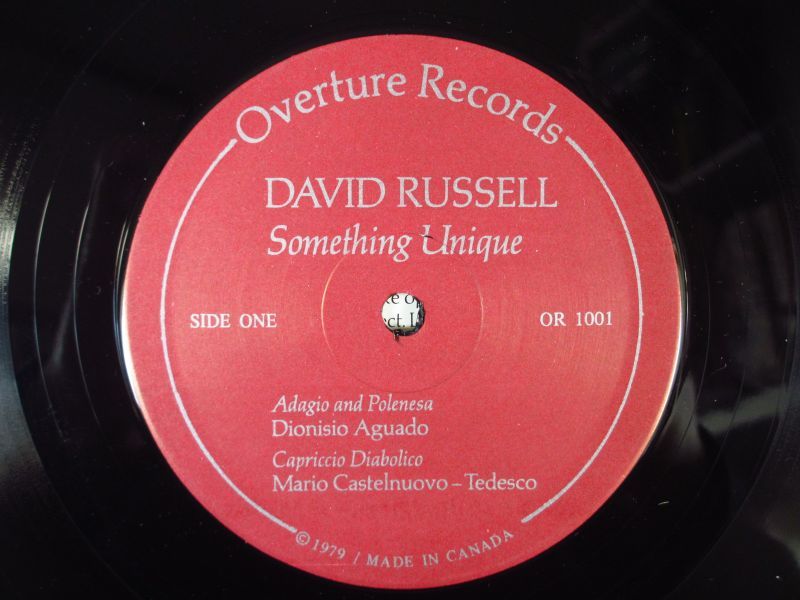 Overture Records
DAVID RUSSELL
Something Unique
SIDE ONE
OR 1001
Adagio and Polenesa
Dionisio Aguado
Capriccio Diabolico
Mario Castelnuovo – Tedesco
© 1979 / MADE IN CANADA